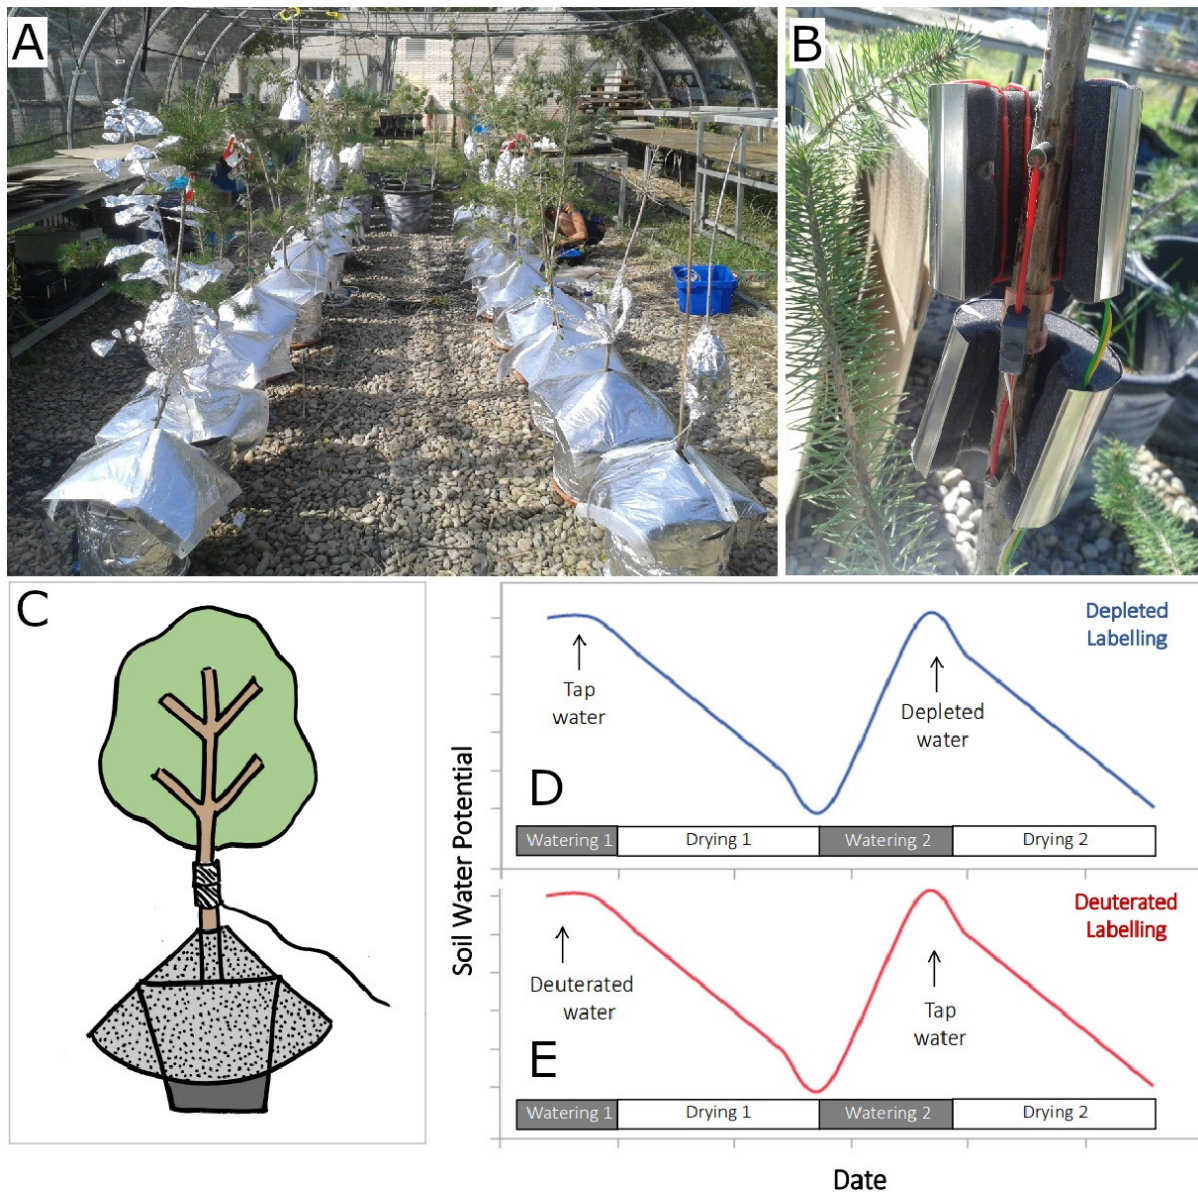 A
B
C
Depleted
Labelling
Tap
water
Depleted
water
D
Watering 1
Drying 1
Watering 2
Drying 2
Soil Water Potential
Deuterated
Labelling
Deuterated
water
Tap
water
E
Watering 1
Drying 1
Watering 2
Drying 2
Date